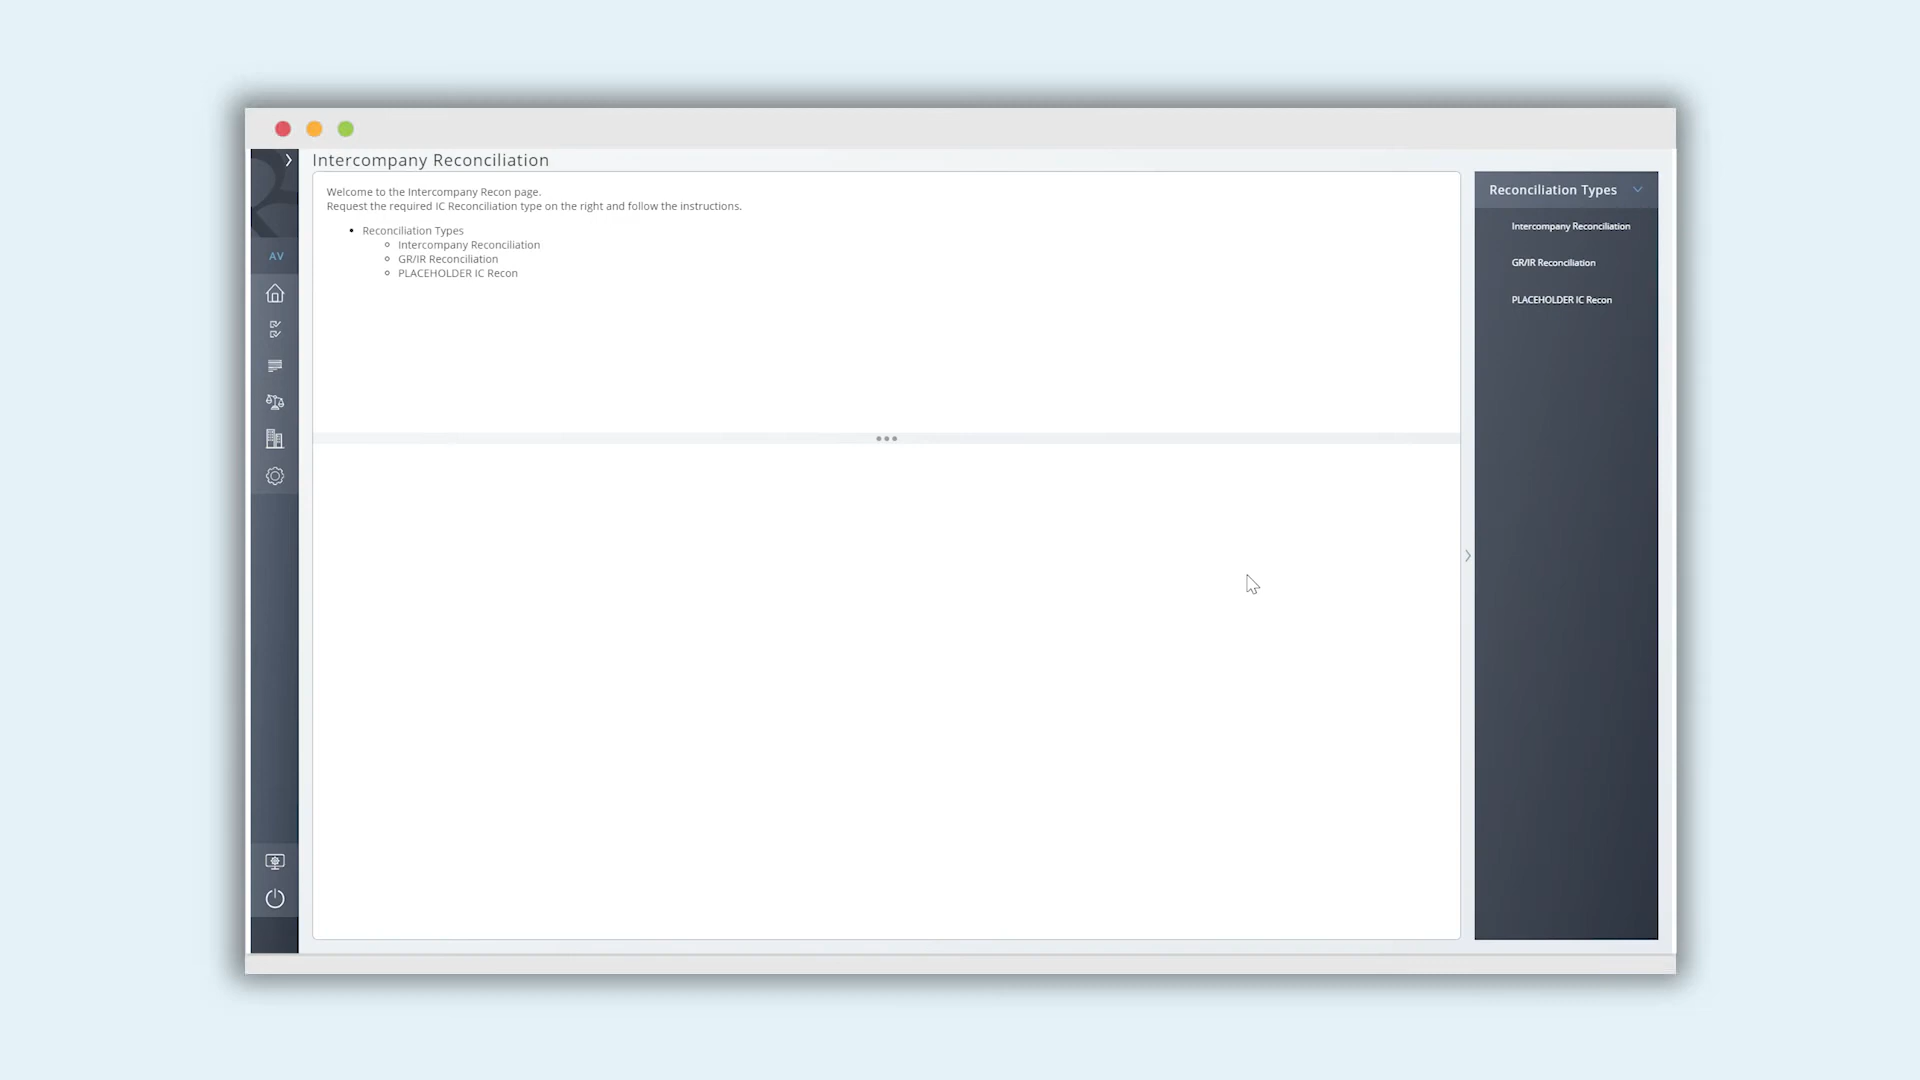 Intercompany Reconciliation
Welcome to the Intercompany Recon page.
Request the required IC Reconciliation type on the right and follow the instructions.
Reconciliation Types
Intercompany Reconciliation
GR/IR Reconciliation
PLACEHOLDER IC Recon
AV
Reconciliation Types
Intercompany Reconciliation
GR/IR Reconciliation
PLACEHOLDER IC Recon